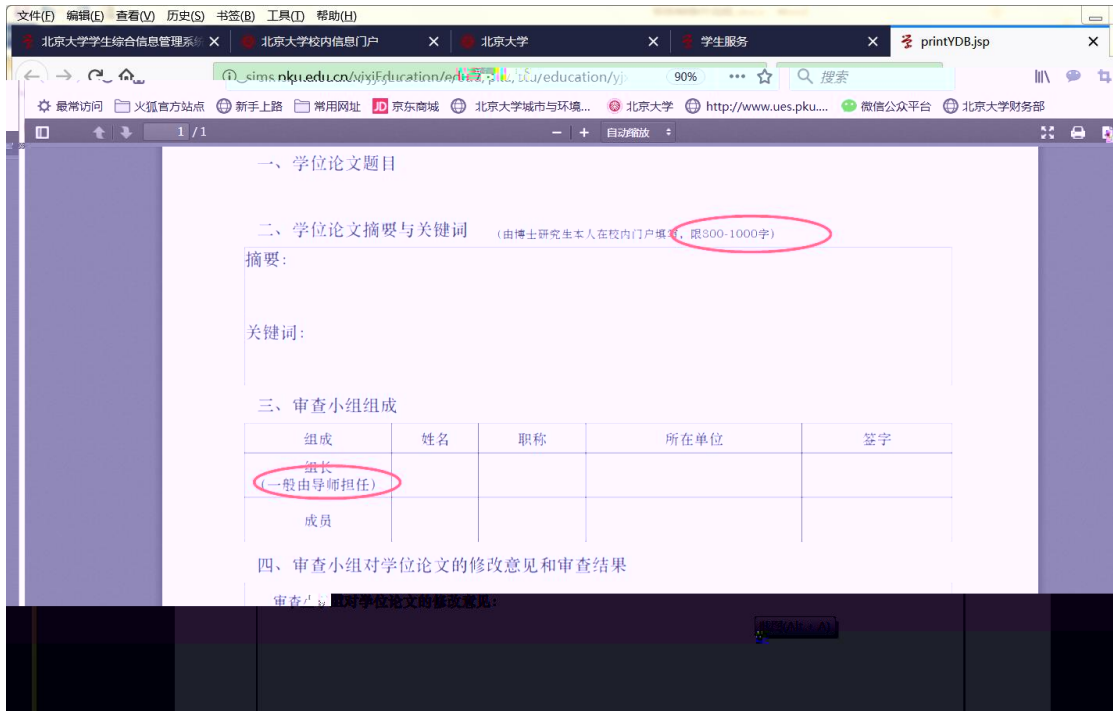 文件(F) 编辑(E) 查看(V) 历史(S) 书签(B) 工具(T) 帮助(H)
北京大学学生综合信息管理系统 北京大学校内信息门户 北京大学 学生服务 printYDB.jsp
sims.pku.edu.cn 90% 搜索
最常访问 火狐官方站点 新手上路 常用网址 JD 京东商城 北京大学城市与环境... 北京大学 http://www.ues.pku.... 微信公众平台 北京大学财务部
1 / 1 自动缩放
一、学位论文题目
二、学位论文摘要与关键词 (由博士研究生本人在校内门户填写，限800-1000字)
摘要:
关键词:
三、审查小组组成
组成 姓名 职称 所在单位 签字
组长
(一般由导师担任)
成员
四、审查小组对学位论文的修改意见和审查结果
审查小组对学位论文的修改意见: